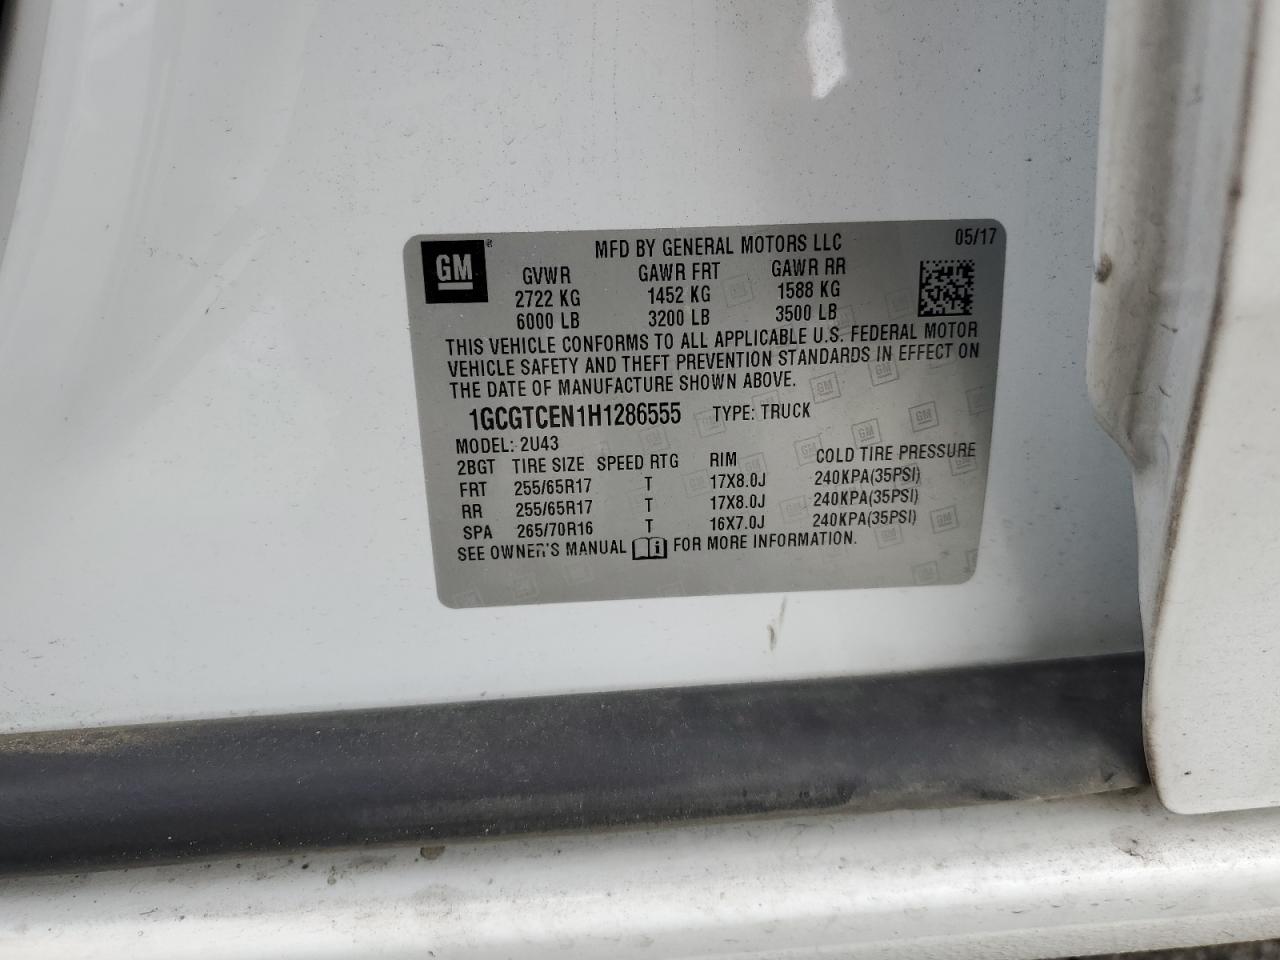 GM ® MFD BY GENERAL MOTORS LLC 05/17
GVWR GAWR FRT GAWR RR
2722 KG 1452 KG 1588 KG
6000 LB 3200 LB 3500 LB
THIS VEHICLE CONFORMS TO ALL APPLICABLE U.S. FEDERAL MOTOR
VEHICLE SAFETY AND THEFT PREVENTION STANDARDS IN EFFECT ON
THE DATE OF MANUFACTURE SHOWN ABOVE.
1GCGTCEN1H1286555 TYPE: TRUCK
MODEL: 2U43
2BGT TIRE SIZE SPEED RTG RIM COLD TIRE PRESSURE
FRT 255/65R17 T 17X8.0J 240KPA(35PSI)
RR 255/65R17 T 17X8.0J 240KPA(35PSI)
SPA 265/70R16 T 16X7.0J 240KPA(35PSI)
SEE OWNER'S MANUAL i FOR MORE INFORMATION.